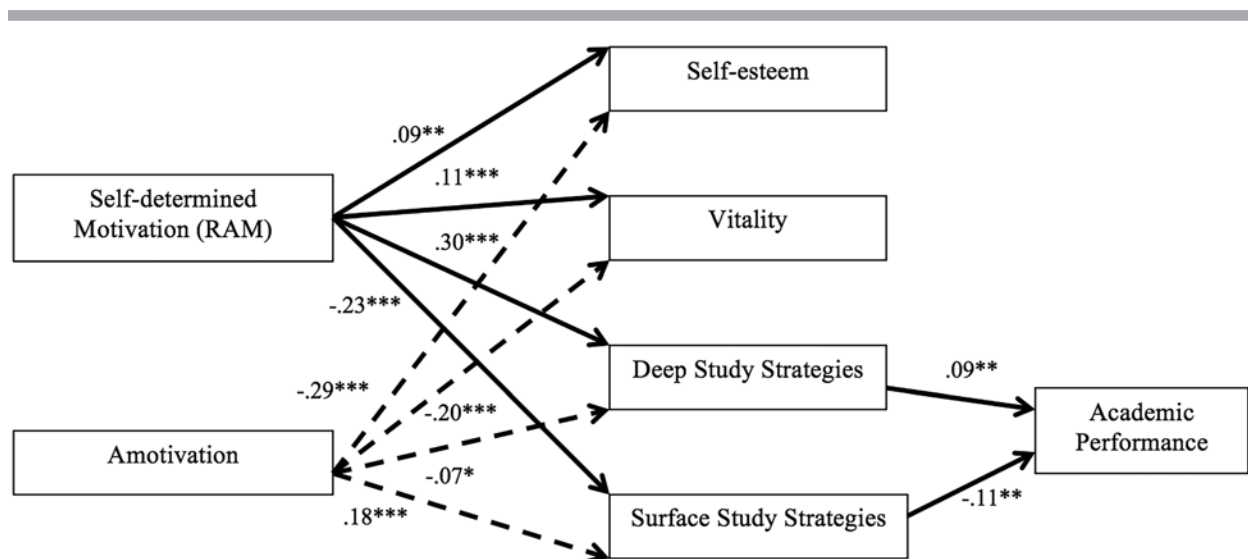 Self-esteem
.09**
.11***
Self-determined
Motivation (RAM)
Vitality
.30***
-.23***
Deep Study Strategies
.09**
-.29***
-.20***
Academic
Performance
Amotivation
-.07*
.18***
Surface Study Strategies
-.11**